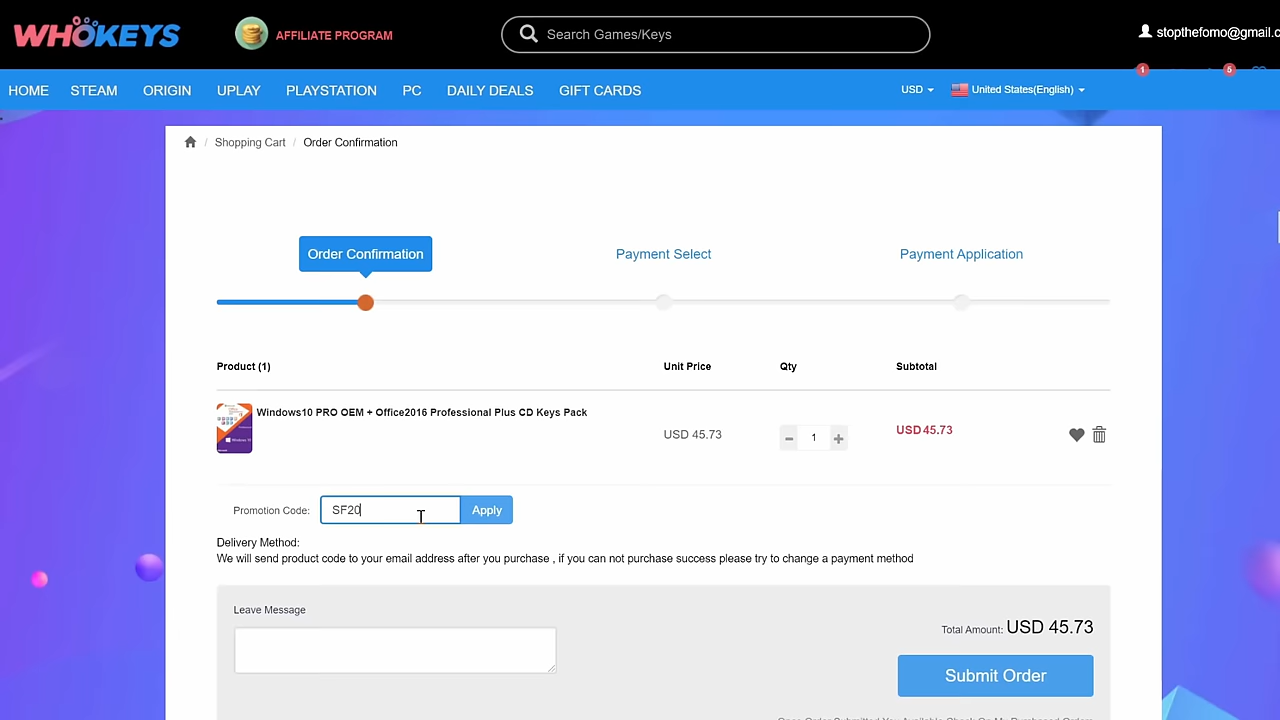 WHOKEYS
AFFILIATE PROGRAM
Search Games/Keys
stopthefomo@gmail.c
1
5
HOME STEAM ORIGIN UPLAY PLAYSTATION PC DAILY DEALS GIFT CARDS
USD United States(English)
/ Shopping Cart / Order Confirmation
Order Confirmation Payment Select Payment Application
Product (1) Unit Price Qty Subtotal
Windows10 PRO OEM + Office2016 Professional Plus CD Keys Pack
USD 45.73 - 1 + USD 45.73
Promotion Code: SF20 Apply
Delivery Method:
We will send product code to your email address after you purchase , if you can not purchase success please try to change a payment method
Leave Message
Total Amount: USD 45.73
Submit Order